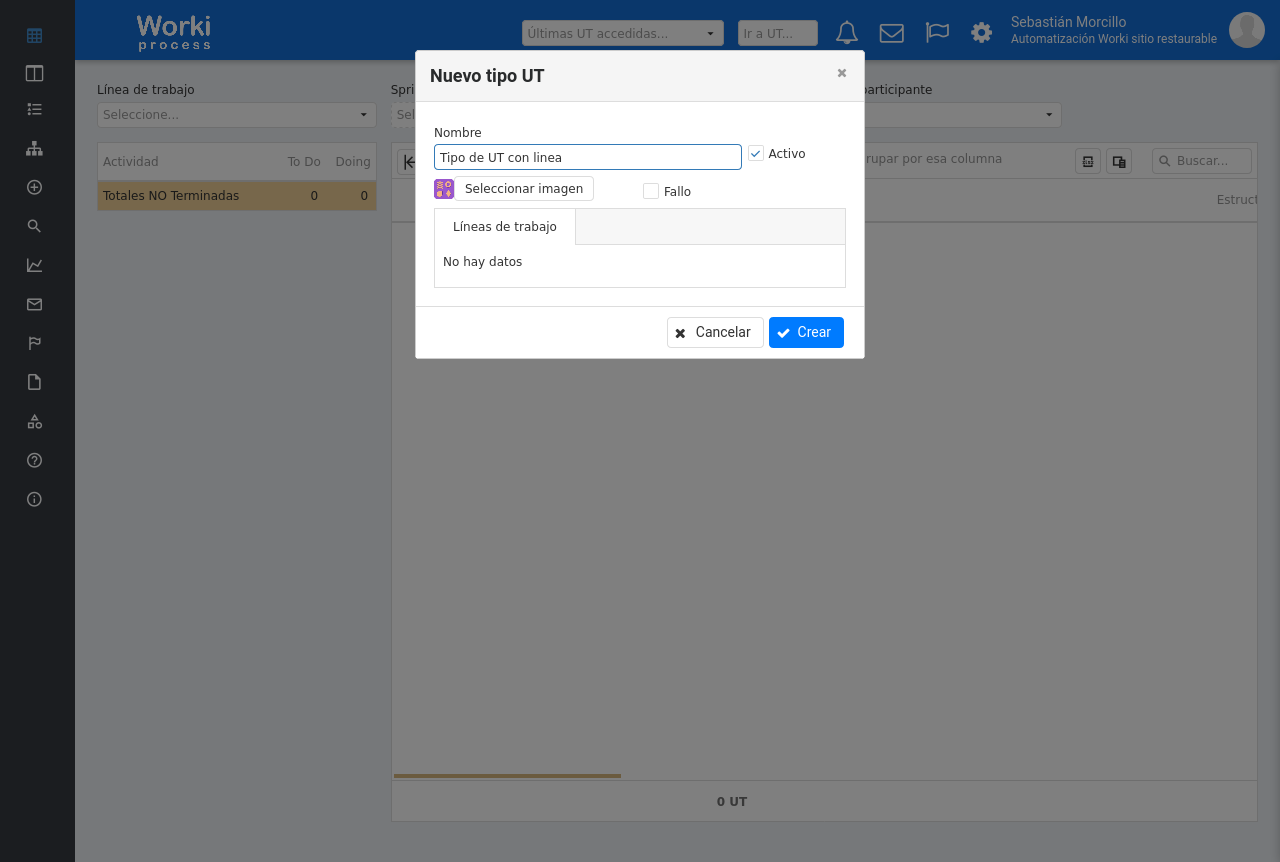 Worki
process
Últimas UT accedidas...
Ir a UT...
Sebastián Morcillo
Automatización Worki sitio restaurable
Nuevo tipo UT
×
Línea de trabajo
Spri
articipante
Seleccione...
Sel
Nombre
Tipo de UT con linea
Activo
Actividad
To Do
Doing
rupar por esa columna
Buscar...
Totales NO Terminadas
0
0
Seleccionar imagen
Fallo
Estruct
Líneas de trabajo
No hay datos
Cancelar
Crear
0 UT